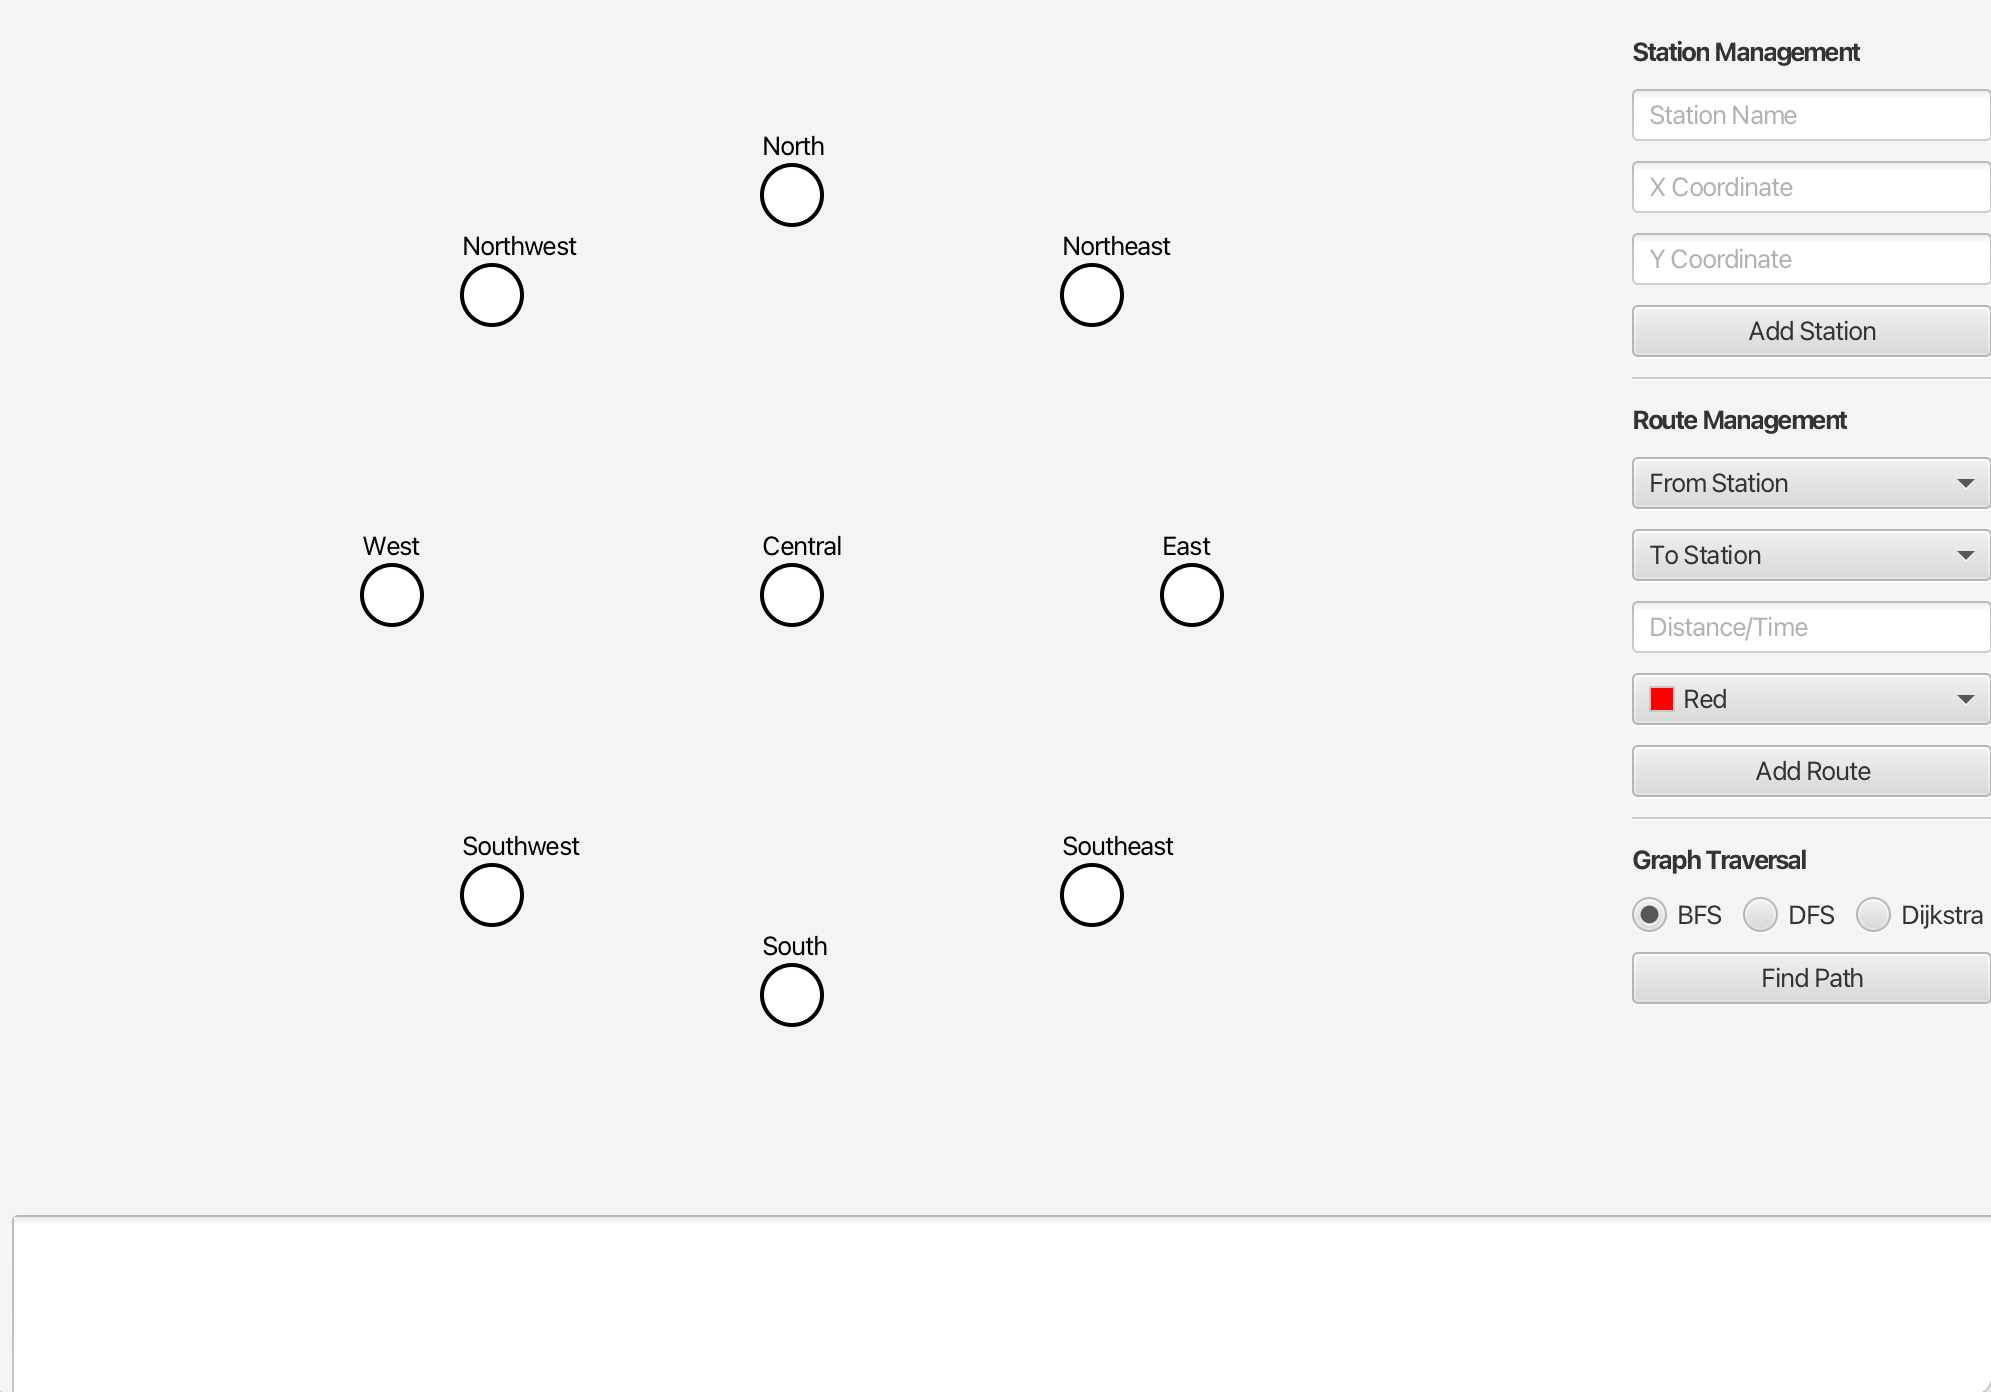 North
Northwest
Northeast
West
Central
East
Southwest
Southeast
South
Station Management
Station Name
X Coordinate
Y Coordinate
Add Station
Route Management
From Station
To Station
Distance/Time
Red
Add Route
Graph Traversal
BFS DFS Dijkstra
Find Path